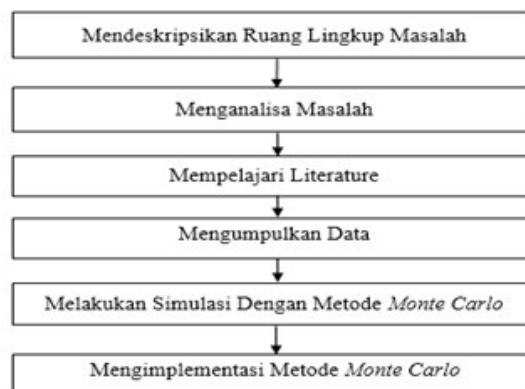 Mendeskripsikan Ruang Lingkup Masalah
Menganalisa Masalah
Mempelajari Literature
Mengumpulkan Data
Melakukan Simulasi Dengan Metode Monte Carlo
Mengimplementasi Metode Monte Carlo